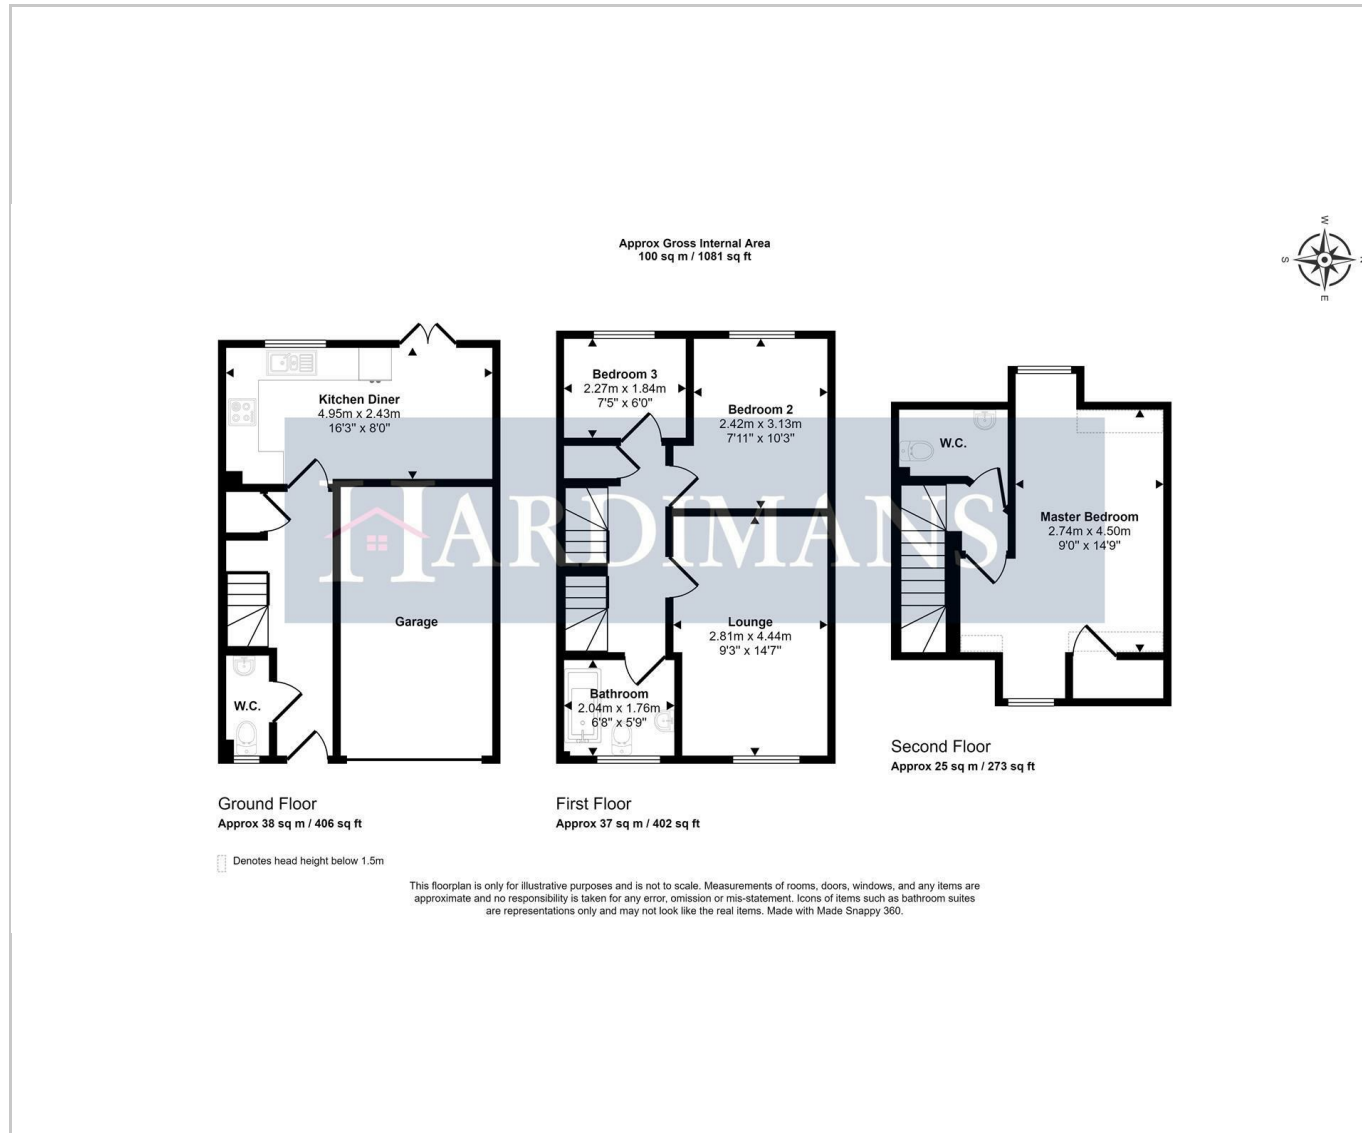 Approx Gross Internal Area
100 sq m / 1081 sq ft
W
S
E
Kitchen Diner
4.95m x 2.43m
16'3" x 8'0"
Garage
W.C.
Ground Floor
Approx 38 sq m / 406 sq ft
Denotes head height below 1.5m
Bedroom 3
2.27m x 1.84m
7'5" x 6'0"
Bedroom 2
2.42m x 3.13m
7'11" x 10'3"
Lounge
2.81m x 4.44m
9'3" x 14'7"
Bathroom
2.04m x 1.76m
6'8" x 5'9"
First Floor
Approx 37 sq m / 402 sq ft
W.C.
Master Bedroom
2.74m x 4.50m
9'0" x 14'9"
Second Floor
Approx 25 sq m / 273 sq ft
HARDIMANS
This floorplan is only for illustrative purposes and is not to scale. Measurements of rooms, doors, windows, and any items are
approximate and no responsibility is taken for any error, omission or mis-statement. Icons of items such as bathroom suites
are representations only and may not look like the real items. Made with Made Snappy 360.